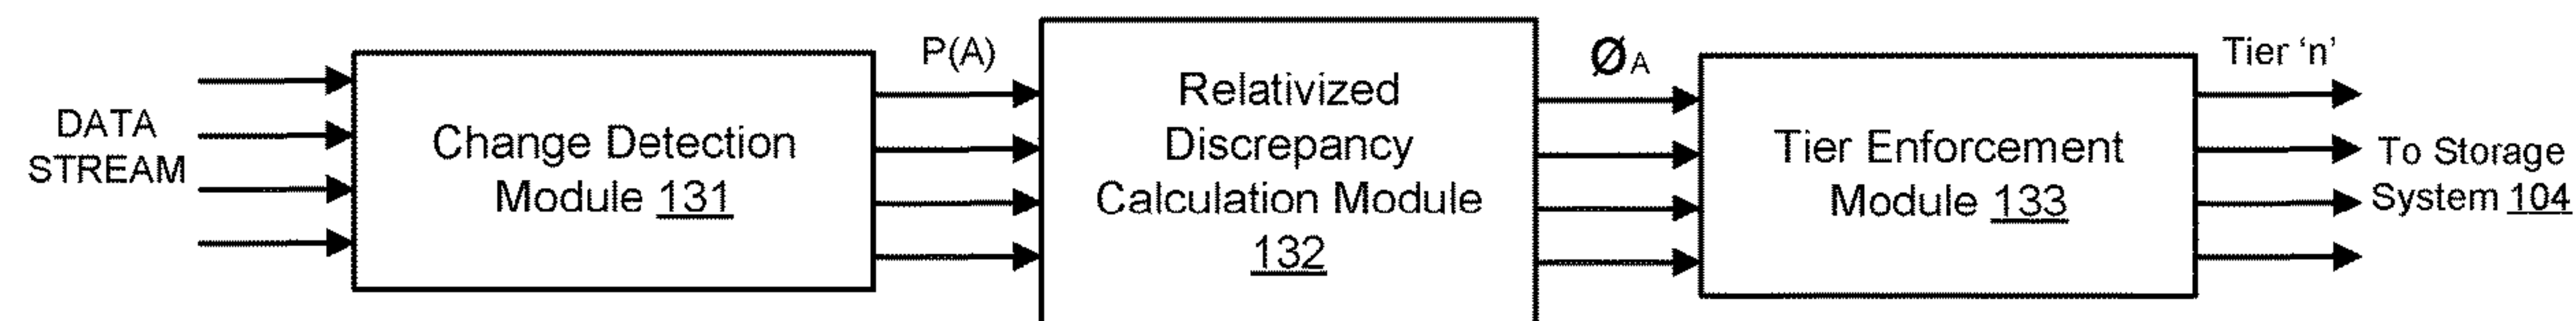 DATA
STREAM
Change Detection
Module 131
P(A)
Relativized
Discrepancy
Calculation Module
132
ØA
Tier Enforcement
Module 133
Tier ‘n’
To Storage
System 104